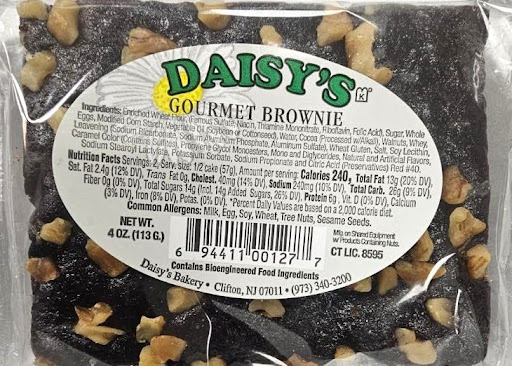 DAISY'S
K
GOURMET BROWNIE
Ingredients: Enriched Wheat Flour, (Ferrous Sulfate, Niacin, Thiamine Mononitrate, Riboflavin, Folic Acid), Sugar, Whole
Eggs, Modified Corn Starch, Vegetable Oil (Soybean or Cottonseed), Water, Cocoa (Processed w/Alkali), Walnuts, Whey,
Leavening (Sodium Bicarbonate, Sodium Aluminum Phosphate, Aluminum Sulfate), Wheat Gluten, Salt, Soy Lecithin,
Caramel Color (Contains Sulfites), Propylene Glycol Monoesters, Mono and Diglycerides, Natural and Artificial Flavors,
Sodium Stearoyl Lactylate, Potassium Sorbate, Sodium Propionate and Citric Acid (Preservatives) Red #40.
Nutrition Facts Servings: 2, Serv. size: 1/2 cake (57g), Amount per serving: Calories 240, Total Fat 13g (20% DV),
Sat. Fat 2.4g (12% DV), Trans Fat 0g, Cholest. 40mg (14% DV), Sodium 240mg (10% DV), Total Carb. 26g (9% DV),
Fiber 0g (0% DV), Total Sugars 14g (Incl. 14g Added Sugars, 26% DV), Protein 6g, Vit. D (0% DV), Calcium
(3% DV), Iron (8% DV), Potas. (0% DV). *Percent Daily Values are based on a 2,000 calorie diet.
Common Allergens: Milk, Egg, Soy, Wheat, Tree Nuts, Sesame Seeds.
NET WT.
4 OZ. (113 G.)
6 94411 00127 7
Mfg. on Shared Equipment
w/ Products Containing Nuts.
CT LIC. 8595
Contains Bioengineered Food Ingredients
Daisy's Bakery • Clifton, NJ 07011 • (973) 340-3200